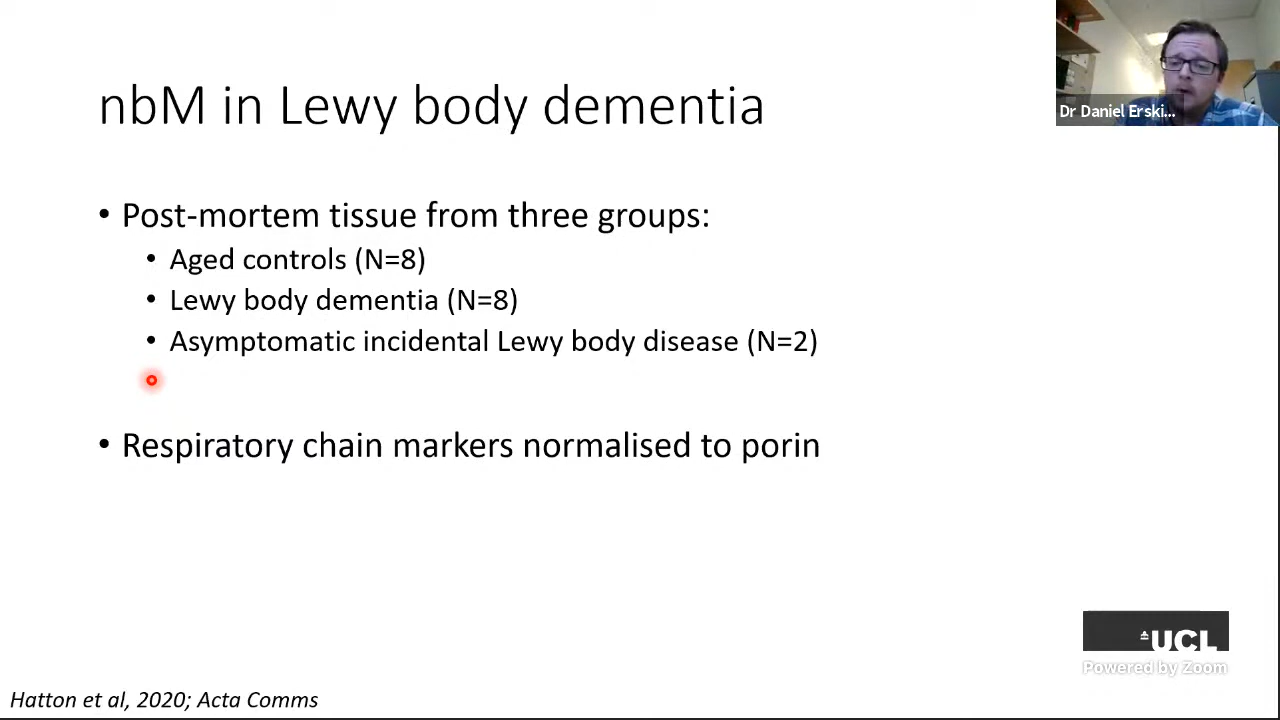 nbM in Lewy body dementia
Dr Daniel Erski...
• Post-mortem tissue from three groups:
• Aged controls (N=8)
• Lewy body dementia (N=8)
• Asymptomatic incidental Lewy body disease (N=2)
• Respiratory chain markers normalised to porin
UCL
Powered by Zoom
Hatton et al, 2020; Acta Comms